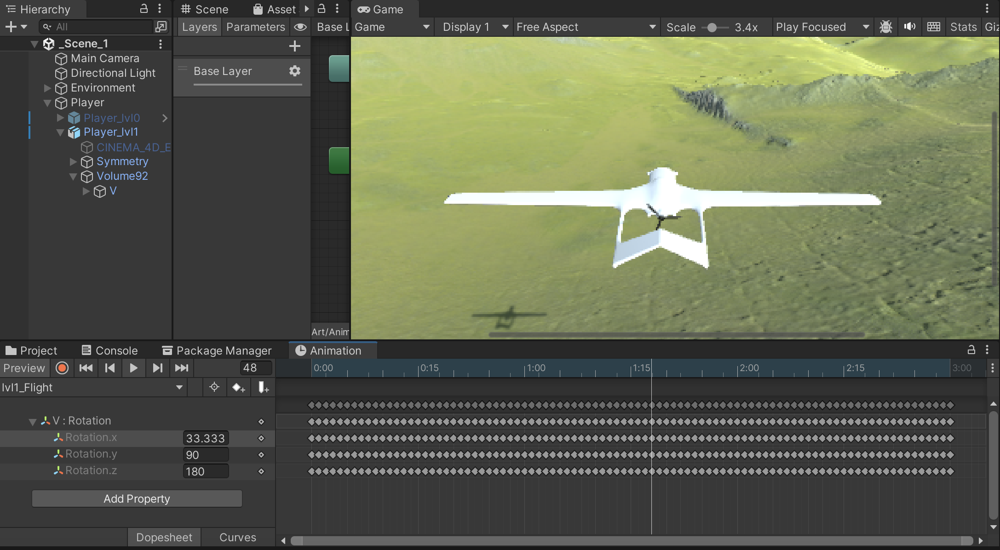 Hierarchy
All
_Scene_1
Main Camera
Directional Light
Environment
Player
Player_lvl0
Player_lvl1
CINEMA_4D_E
Symmetry
Volume92
V
Scene
Asset
Layers
Parameters
Base L
Base Layer
Art/Anim
Game
Game
Display 1
Free Aspect
Scale
3.4x
Play Focused
Stats
Giz
Project
Console
Package Manager
Animation
Preview
48
0:00
0:15
1:00
1:15
2:00
2:15
3:00
lvl1_Flight
V : Rotation
Rotation.x
33.333
Rotation.y
90
Rotation.z
180
Add Property
Dopesheet
Curves